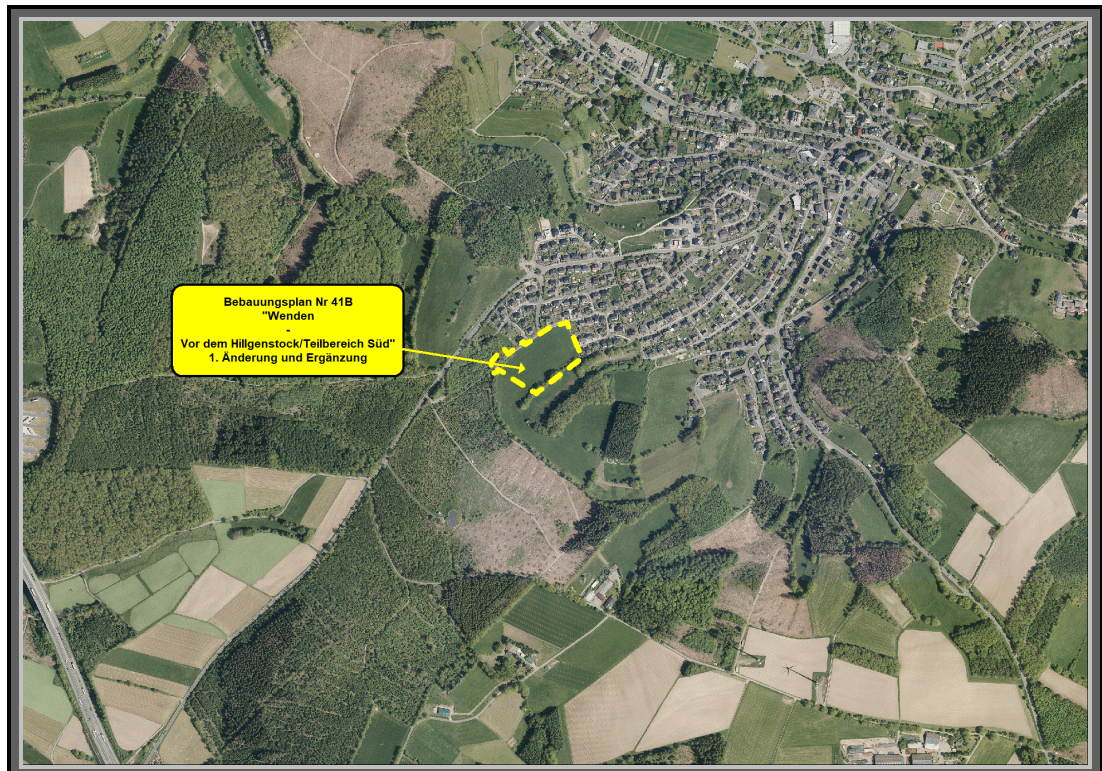 Bebauungsplan Nr 41B
"Wenden
-
Vor dem Hillgenstock/Teilbereich Süd"
1. Änderung und Ergänzung